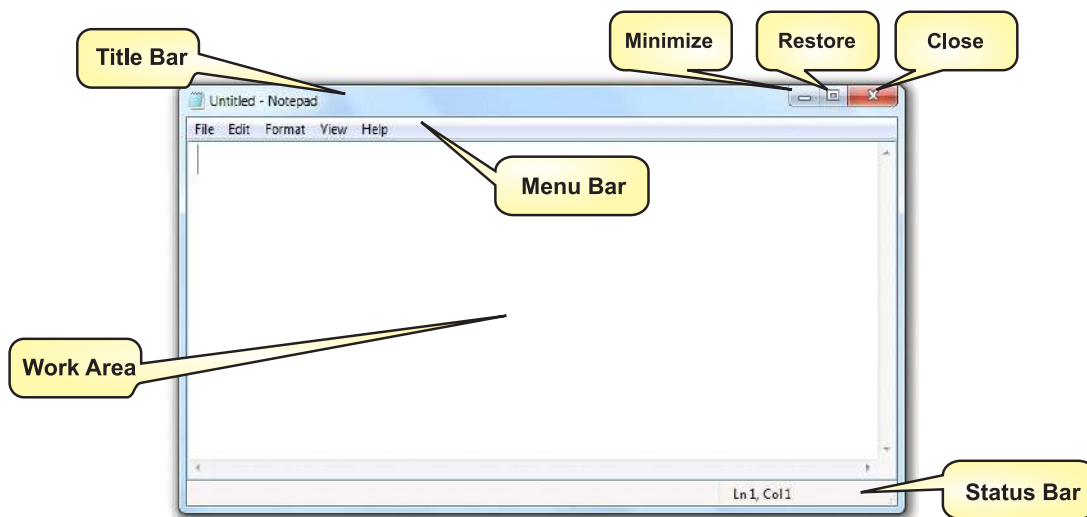 Title Bar
Minimize
Restore
Close
Untitled - Notepad
File Edit Format View Help
Menu Bar
Work Area
Ln 1, Col 1
Status Bar